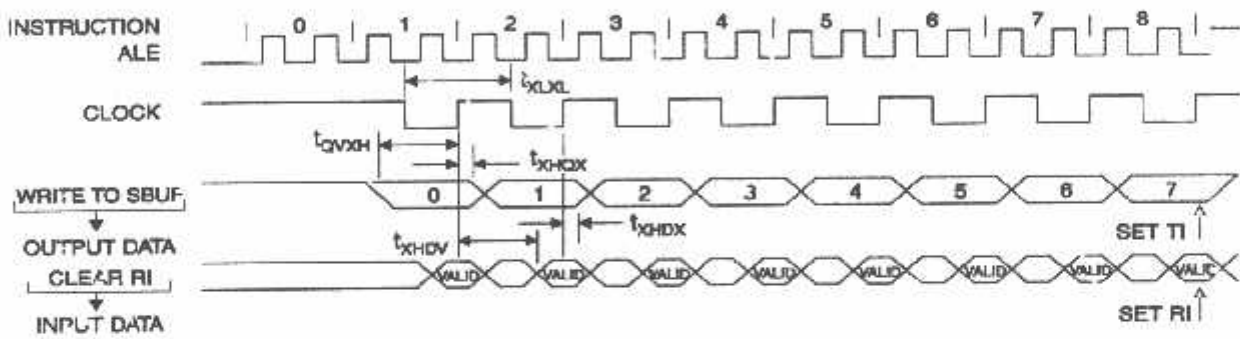 INSTRUCTION 0 1 2 3 4 5 6 7 8
ALE
tXLXL
CLOCK
tQVXH
tXHQX
WRITE TO SBUF 0 1 2 3 4 5 6 7
tXHDV tXHDX SET TI
OUTPUT DATA
CLEAR RI VALID VALID VALID VALID VALID VALID VALID VALID
SET RI
INPUT DATA